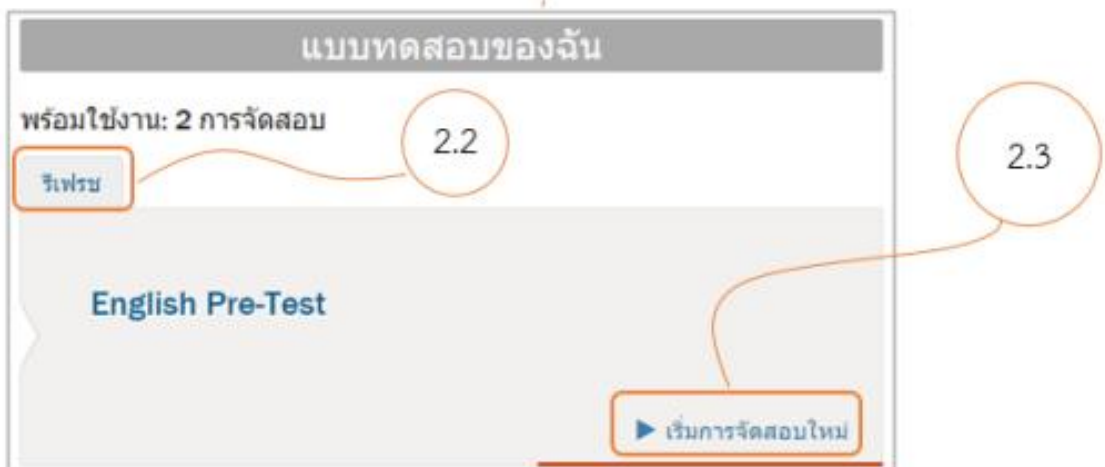 แบบทดสอบของฉัน
พร้อมใช้งาน: 2 การจัดสอบ
2.2
2.3
รีเฟรช
English Pre-Test
▶ เริ่มการจัดสอบใหม่